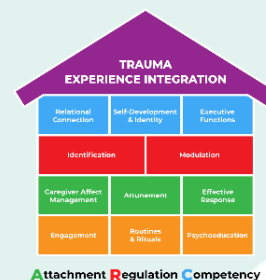 TRAUMA
EXPERIENCE INTEGRATION
Relational
Connection
Self-Development
& Identity
Executive
Functions
Identification
Modulation
Caregiver Affect
Management
Attunement
Effective
Response
Engagement
Routines
& Rituals
Psychoeducation
Attachment Regulation Competency